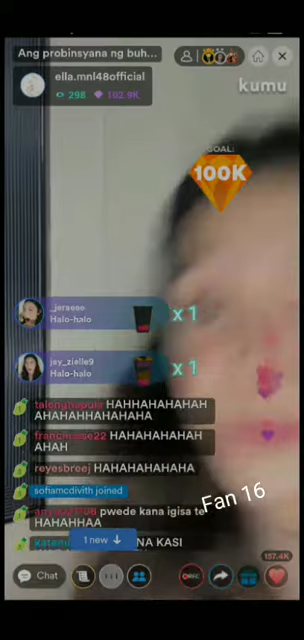 Ang probinsyana ng buh...
ella.mnl48official
298 102.9K
kumu
GOAL:
100K
_jeraeee
Halo-halo
x 1
jay_zielle9
Halo-halo
x 1
HAHHAHAHAHAH
AHAHAHHAHAHAHA
HAHAHAHAHAH
AHAH
reyesbroej HAHAHAHAHAHA
sofiamcdivith joined
pwede kana igisa te
HAHAHHAA
Fan 16
1 new ↓
NA KASI
157.4K
Chat